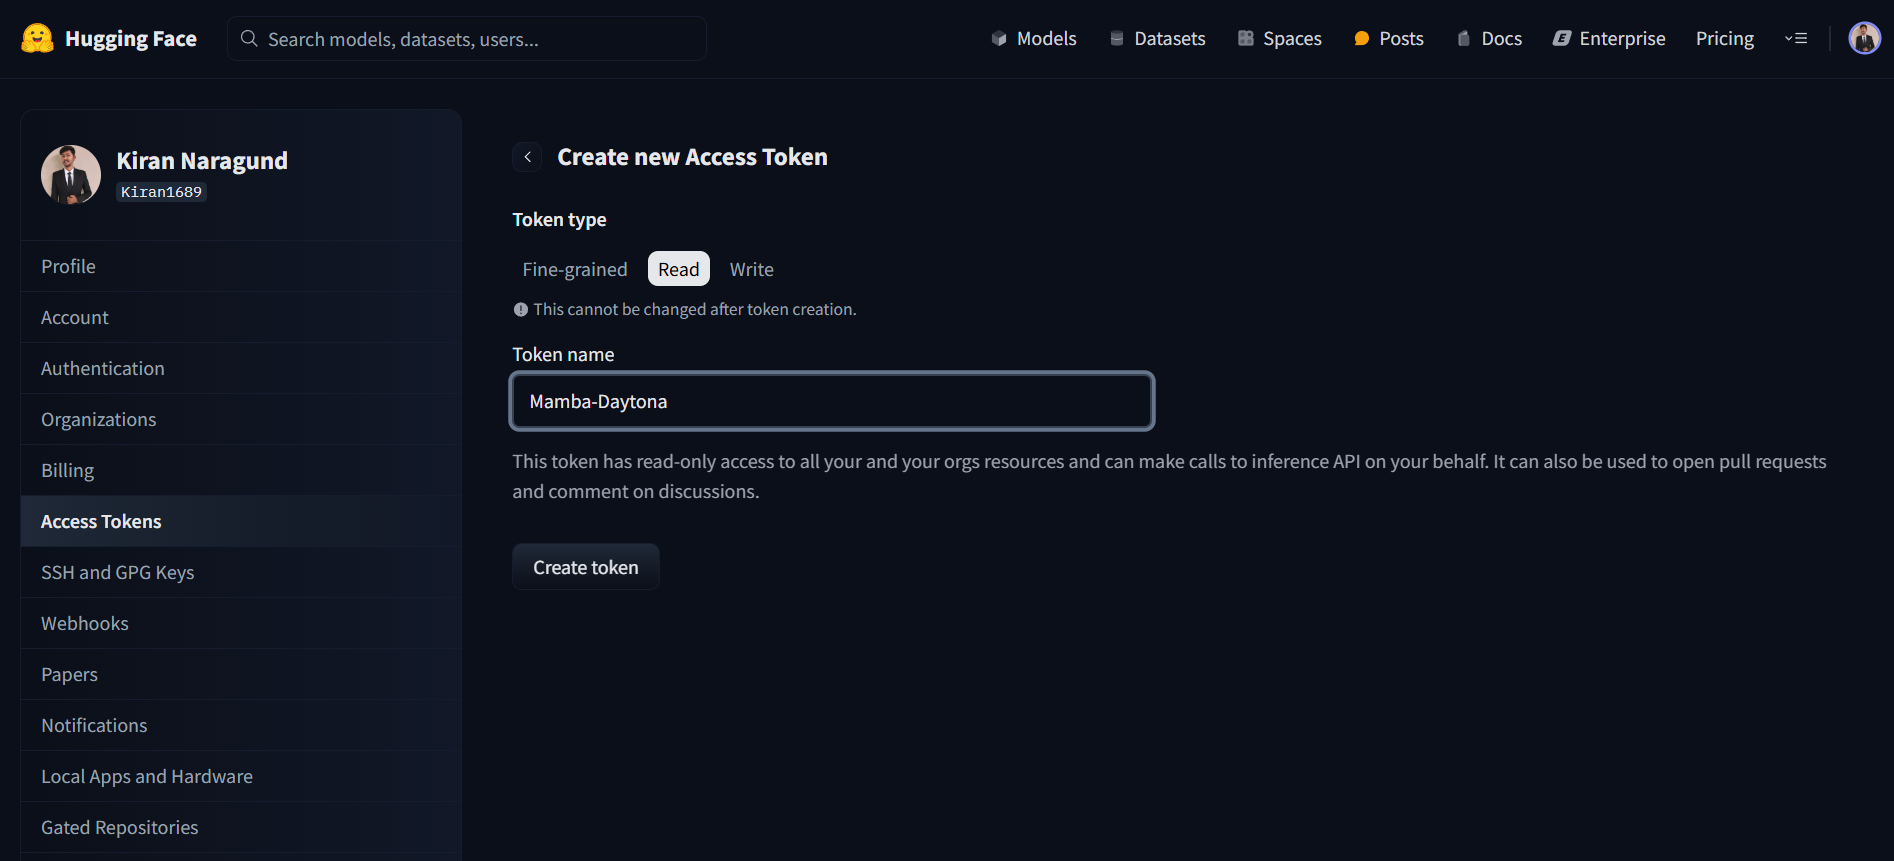 Hugging Face
Search models, datasets, users...
Models
Datasets
Spaces
Posts
Docs
Enterprise
Pricing
Kiran Naragund
Kiran1689
Profile
Account
Authentication
Organizations
Billing
Access Tokens
SSH and GPG Keys
Webhooks
Papers
Notifications
Local Apps and Hardware
Gated Repositories
Create new Access Token
Token type
Fine-grained Read Write
This cannot be changed after token creation.
Token name
Mamba-Daytona
This token has read-only access to all your and your orgs resources and can make calls to inference API on your behalf. It can also be used to open pull requests
and comment on discussions.
Create token